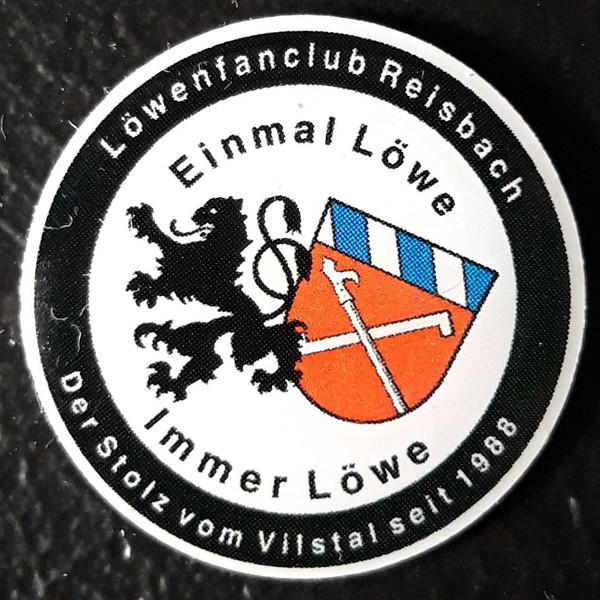 Löwenfanclub Reisbach
Einmal Löwe
Immer Löwe
Der Stolz vom Vilstal seit 1988